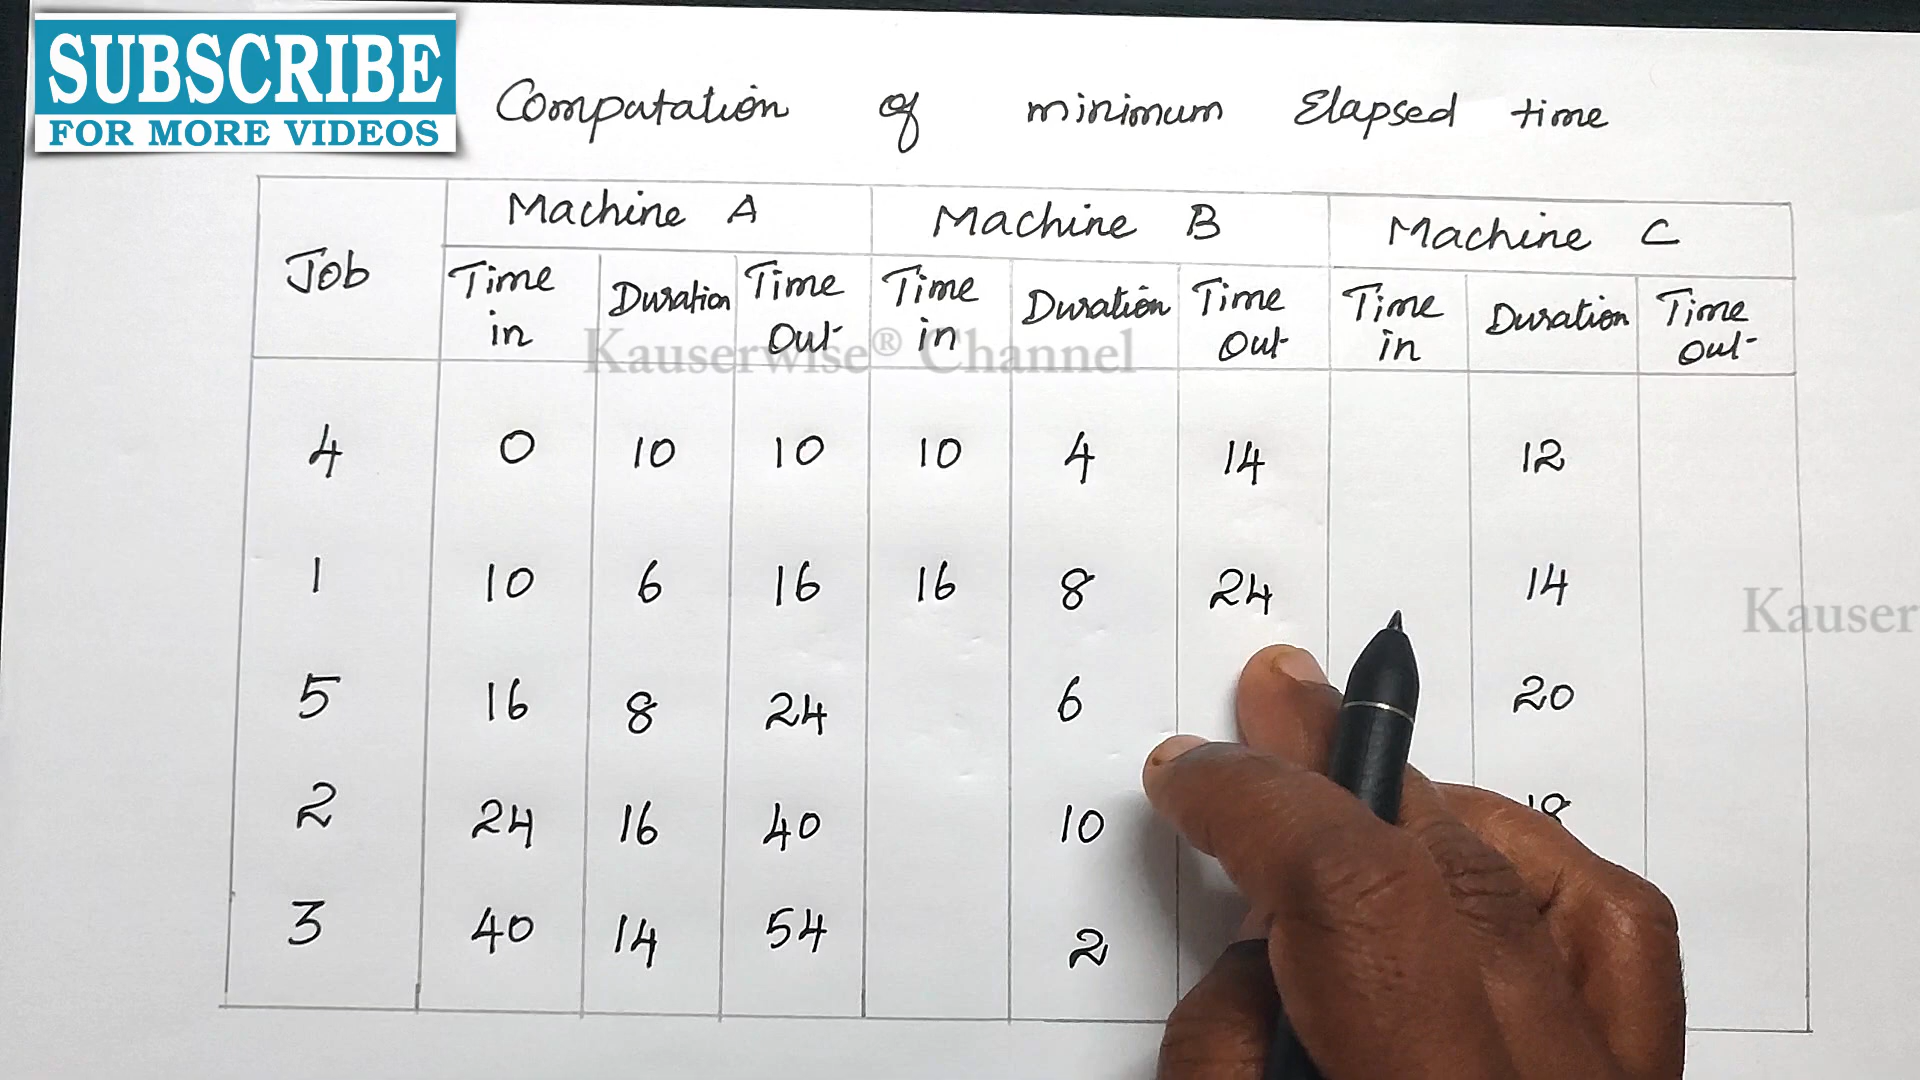 SUBSCRIBE
FOR MORE VIDEOS
Computation of minimum Elapsed time
Job Machine A Machine B Machine C
Time in Duration Time Out Time in Duration Time Out Time in Duration Time Out
Kauserwise® Channel
4 0 10 10 10 4 14 12
1 10 6 16 16 8 24 14
Kauser
5 16 8 24 6 20
2 24 16 40 10
3 40 14 54 2